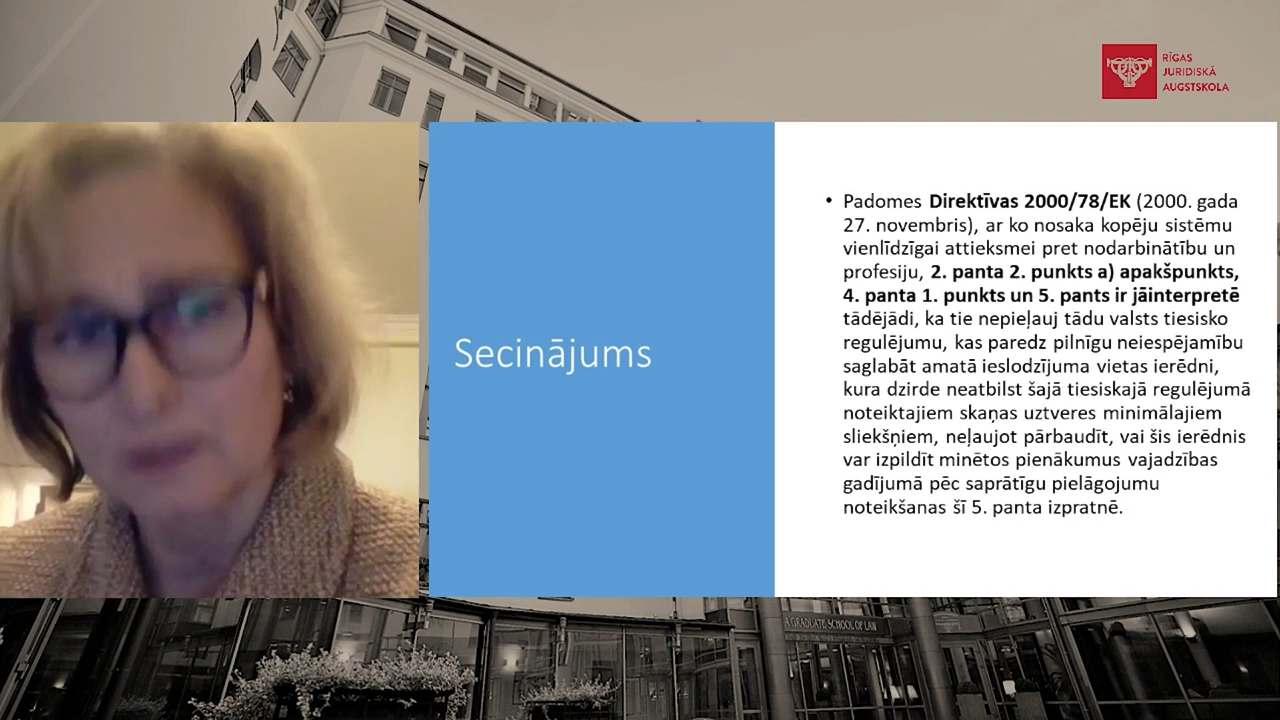 RĪGAS
JURIDISKĀ
AUGSTSKOLA
Secinājums
• Padomes Direktīvas 2000/78/EK (2000. gada
27. novembris), ar ko nosaka kopēju sistēmu
vienlīdzīgai attieksmei pret nodarbinātību un
profesiju, 2. panta 2. punkts a) apakšpunkts,
4. panta 1. punkts un 5. pants ir jāinterpretē
tādējādi, ka tie nepieļauj tādu valsts tiesisko
regulējumu, kas paredz pilnīgu neiespējamību
saglabāt amatā ieslodzījuma vietas ierēdni,
kura dzirde neatbilst šajā tiesiskajā regulējumā
noteiktajiem skaņas uztveres minimālajiem
sliekšņiem, neļaujot pārbaudīt, vai šis ierēdnis
var izpildīt minētos pienākumus vajadzības
gadījumā pēc saprātīgu pielāgojumu
noteikšanas šī 5. panta izpratnē.
A GRADUATE SCHOOL OF LAW